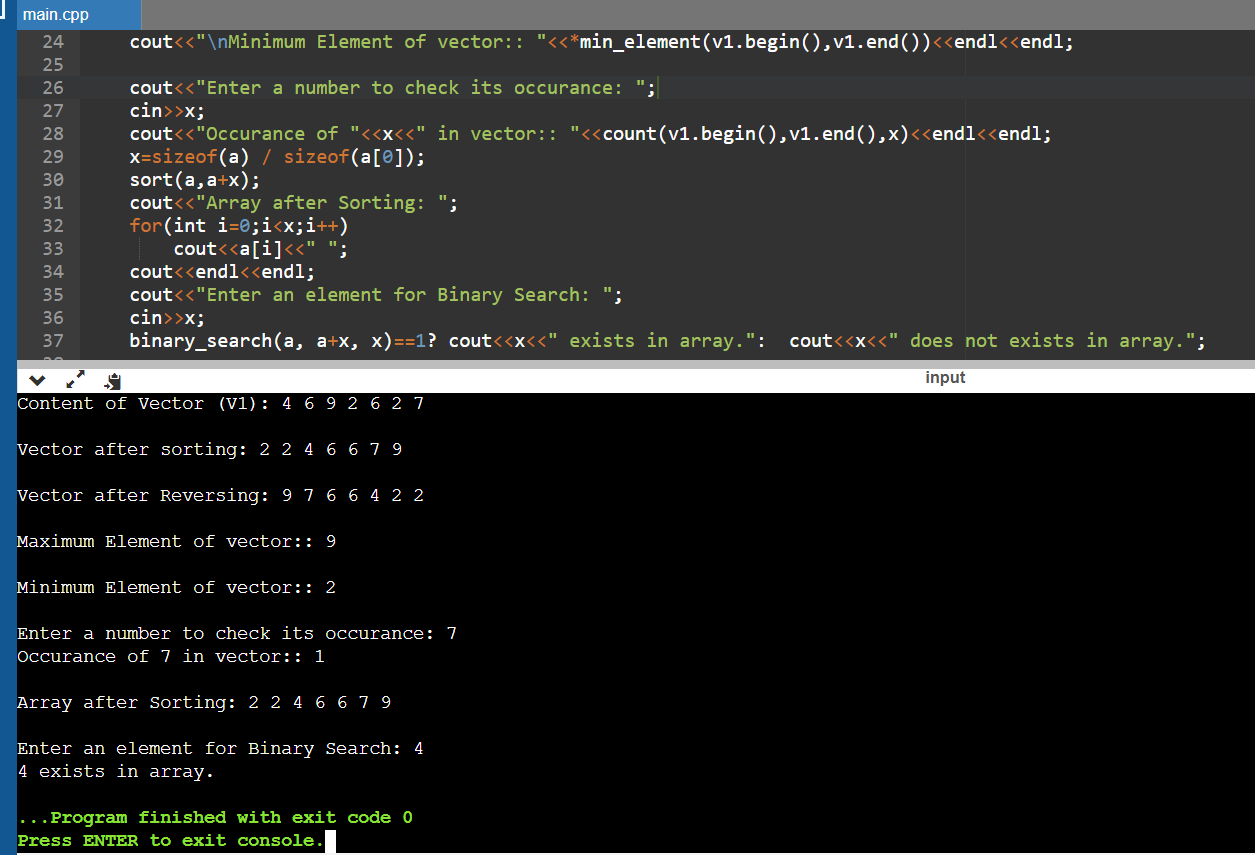 main.cpp
24 cout<<"\nMinimum Element of vector:: "<<*min_element(v1.begin(),v1.end())<<endl<<endl;
25
26 cout<<"Enter a number to check its occurance: ";
27 cin>>x;
28 cout<<"Occurance of "<<x<<" in vector:: "<<count(v1.begin(),v1.end(),x)<<endl<<endl;
29 x=sizeof(a) / sizeof(a[0]);
30 sort(a,a+x);
31 cout<<"Array after Sorting: ";
32 for(int i=0;i<x;i++)
33 cout<<a[i]<<" ";
34 cout<<endl<<endl;
35 cout<<"Enter an element for Binary Search: ";
36 cin>>x;
37 binary_search(a, a+x, x)==1? cout<<x<<" exists in array.":  cout<<x<<" does not exists in array.";
input
Content of Vector (V1): 4 6 9 2 6 2 7
Vector after sorting: 2 2 4 6 6 7 9
Vector after Reversing: 9 7 6 6 4 2 2
Maximum Element of vector:: 9
Minimum Element of vector:: 2
Enter a number to check its occurance: 7
Occurance of 7 in vector:: 1
Array after Sorting: 2 2 4 6 6 7 9
Enter an element for Binary Search: 4
4 exists in array.
...Program finished with exit code 0
Press ENTER to exit console.